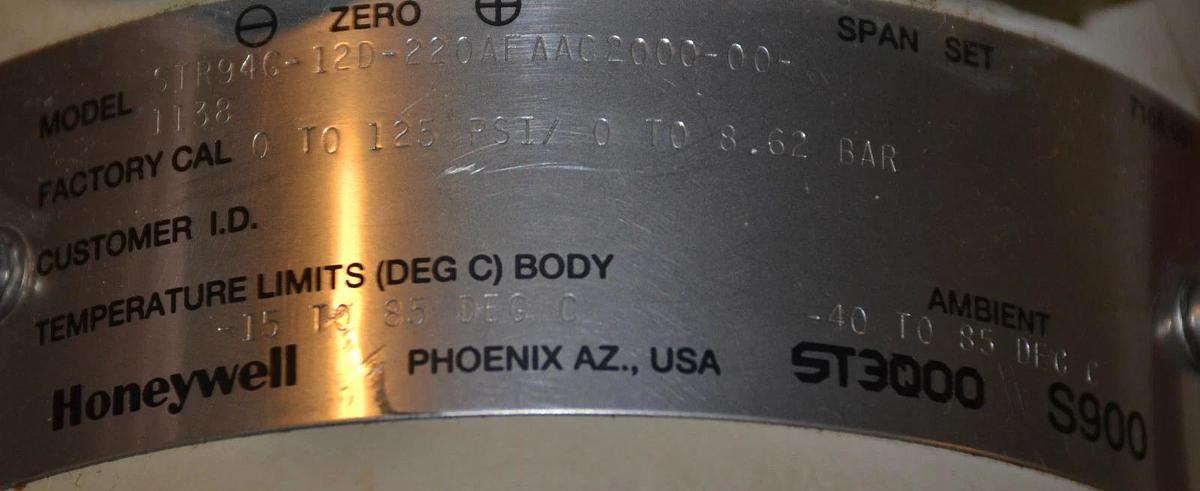 ⊖ ZERO ⊕ SPAN SET
MODEL STR94G-12D-220AFAAC2000-00-
1138
FACTORY CAL 0 TO 125 PSI/ 0 TO 8.62 BAR
CUSTOMER I.D.
TEMPERATURE LIMITS (DEG C) BODY AMBIENT
-15 TO 85 DEG C -40 TO 85 DEG C
Honeywell PHOENIX AZ., USA ST3000 S900